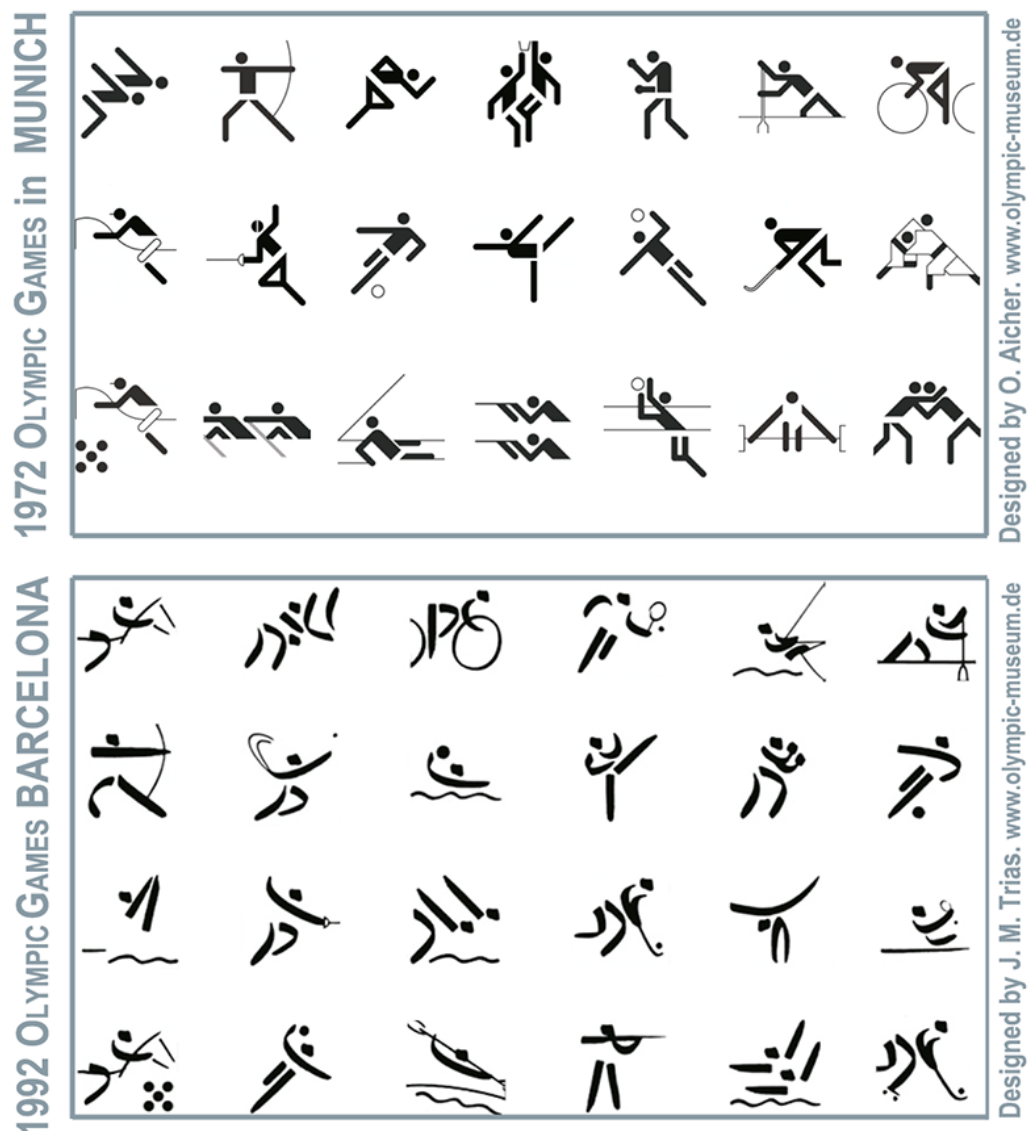 1972 OLYMPIC GAMES in MUNICH
Designed by O. Aicher. www.olympic-museum.de
1992 OLYMPIC GAMES BARCELONA
Designed by J. M. Trias. www.olympic-museum.de